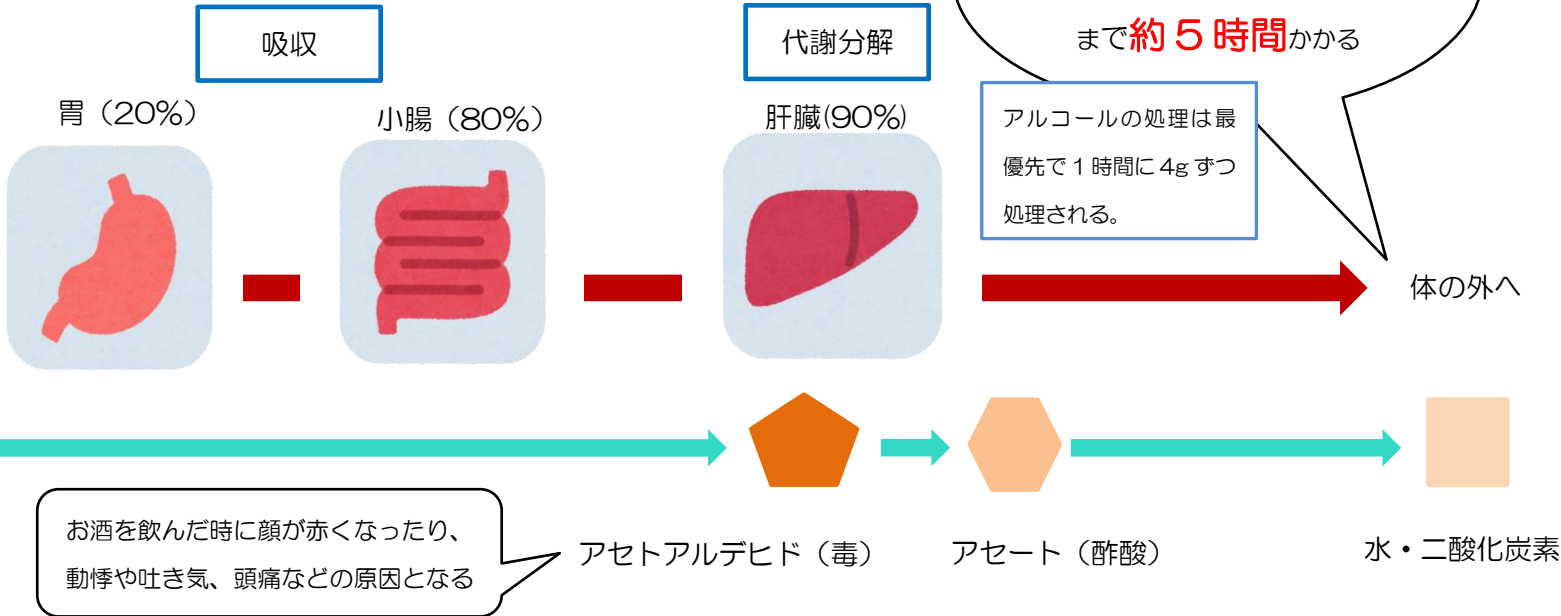 吸収
代謝分解
まで約5時間かかる
胃（20%）
小腸（80%）
肝臓(90%)
アルコールの処理は最
優先で1時間に4gずつ
処理される。
体の外へ
お酒を飲んだ時に顔が赤くなったり、
動悸や吐き気、頭痛などの原因となる
アセトアルデヒド（毒）
アセート（酢酸）
水・二酸化炭素